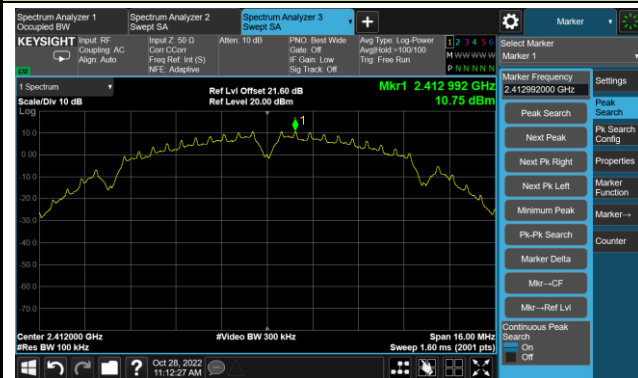 Spectrum Analyzer 1
Occupied BW
Spectrum Analyzer 2
Swept SA
Spectrum Analyzer 3
Swept SA
Marker
KEYSIGHT
Input: RF
Coupling: AC
Align: Auto
Input Z: 50 Ω
Corr CCorr
Freq Ref: Int (S)
NFE: Adaptive
Atten: 10 dB
PNO: Best Wide
Gate: Off
IF Gain: Low
Sig Track: Off
Avg Type: Log-Power
Avg|Hold:>100/100
Trig: Free Run
1 2 3 4 5 6
M W W W W W
P N N N N N
LXI
Select Marker
Marker 1
1 Spectrum
Scale/Div 10 dB
Log
Ref Lvl Offset 21.60 dB
Ref Level 20.00 dBm
Mkr1 2.412 992 GHz
10.75 dBm
1
10.0
0.00
-10.0
-20.0
-30.0
-40.0
-50.0
-60.0
-70.0
Center 2.412000 GHz
#Res BW 100 kHz
#Video BW 300 kHz
Span 16.00 MHz
Sweep 1.60 ms (2001 pts)
Marker Frequency
2.412992000 GHz
Peak Search
Next Peak
Next Pk Right
Next Pk Left
Minimum Peak
Pk-Pk Search
Marker Delta
Mkr→CF
Mkr→Ref Lvl
Continuous Peak
Search
On
Off
Settings
Peak
Search
Pk Search
Config
Properties
Marker
Function
Marker→
Counter
Oct 28, 2022
11:12:27 AM